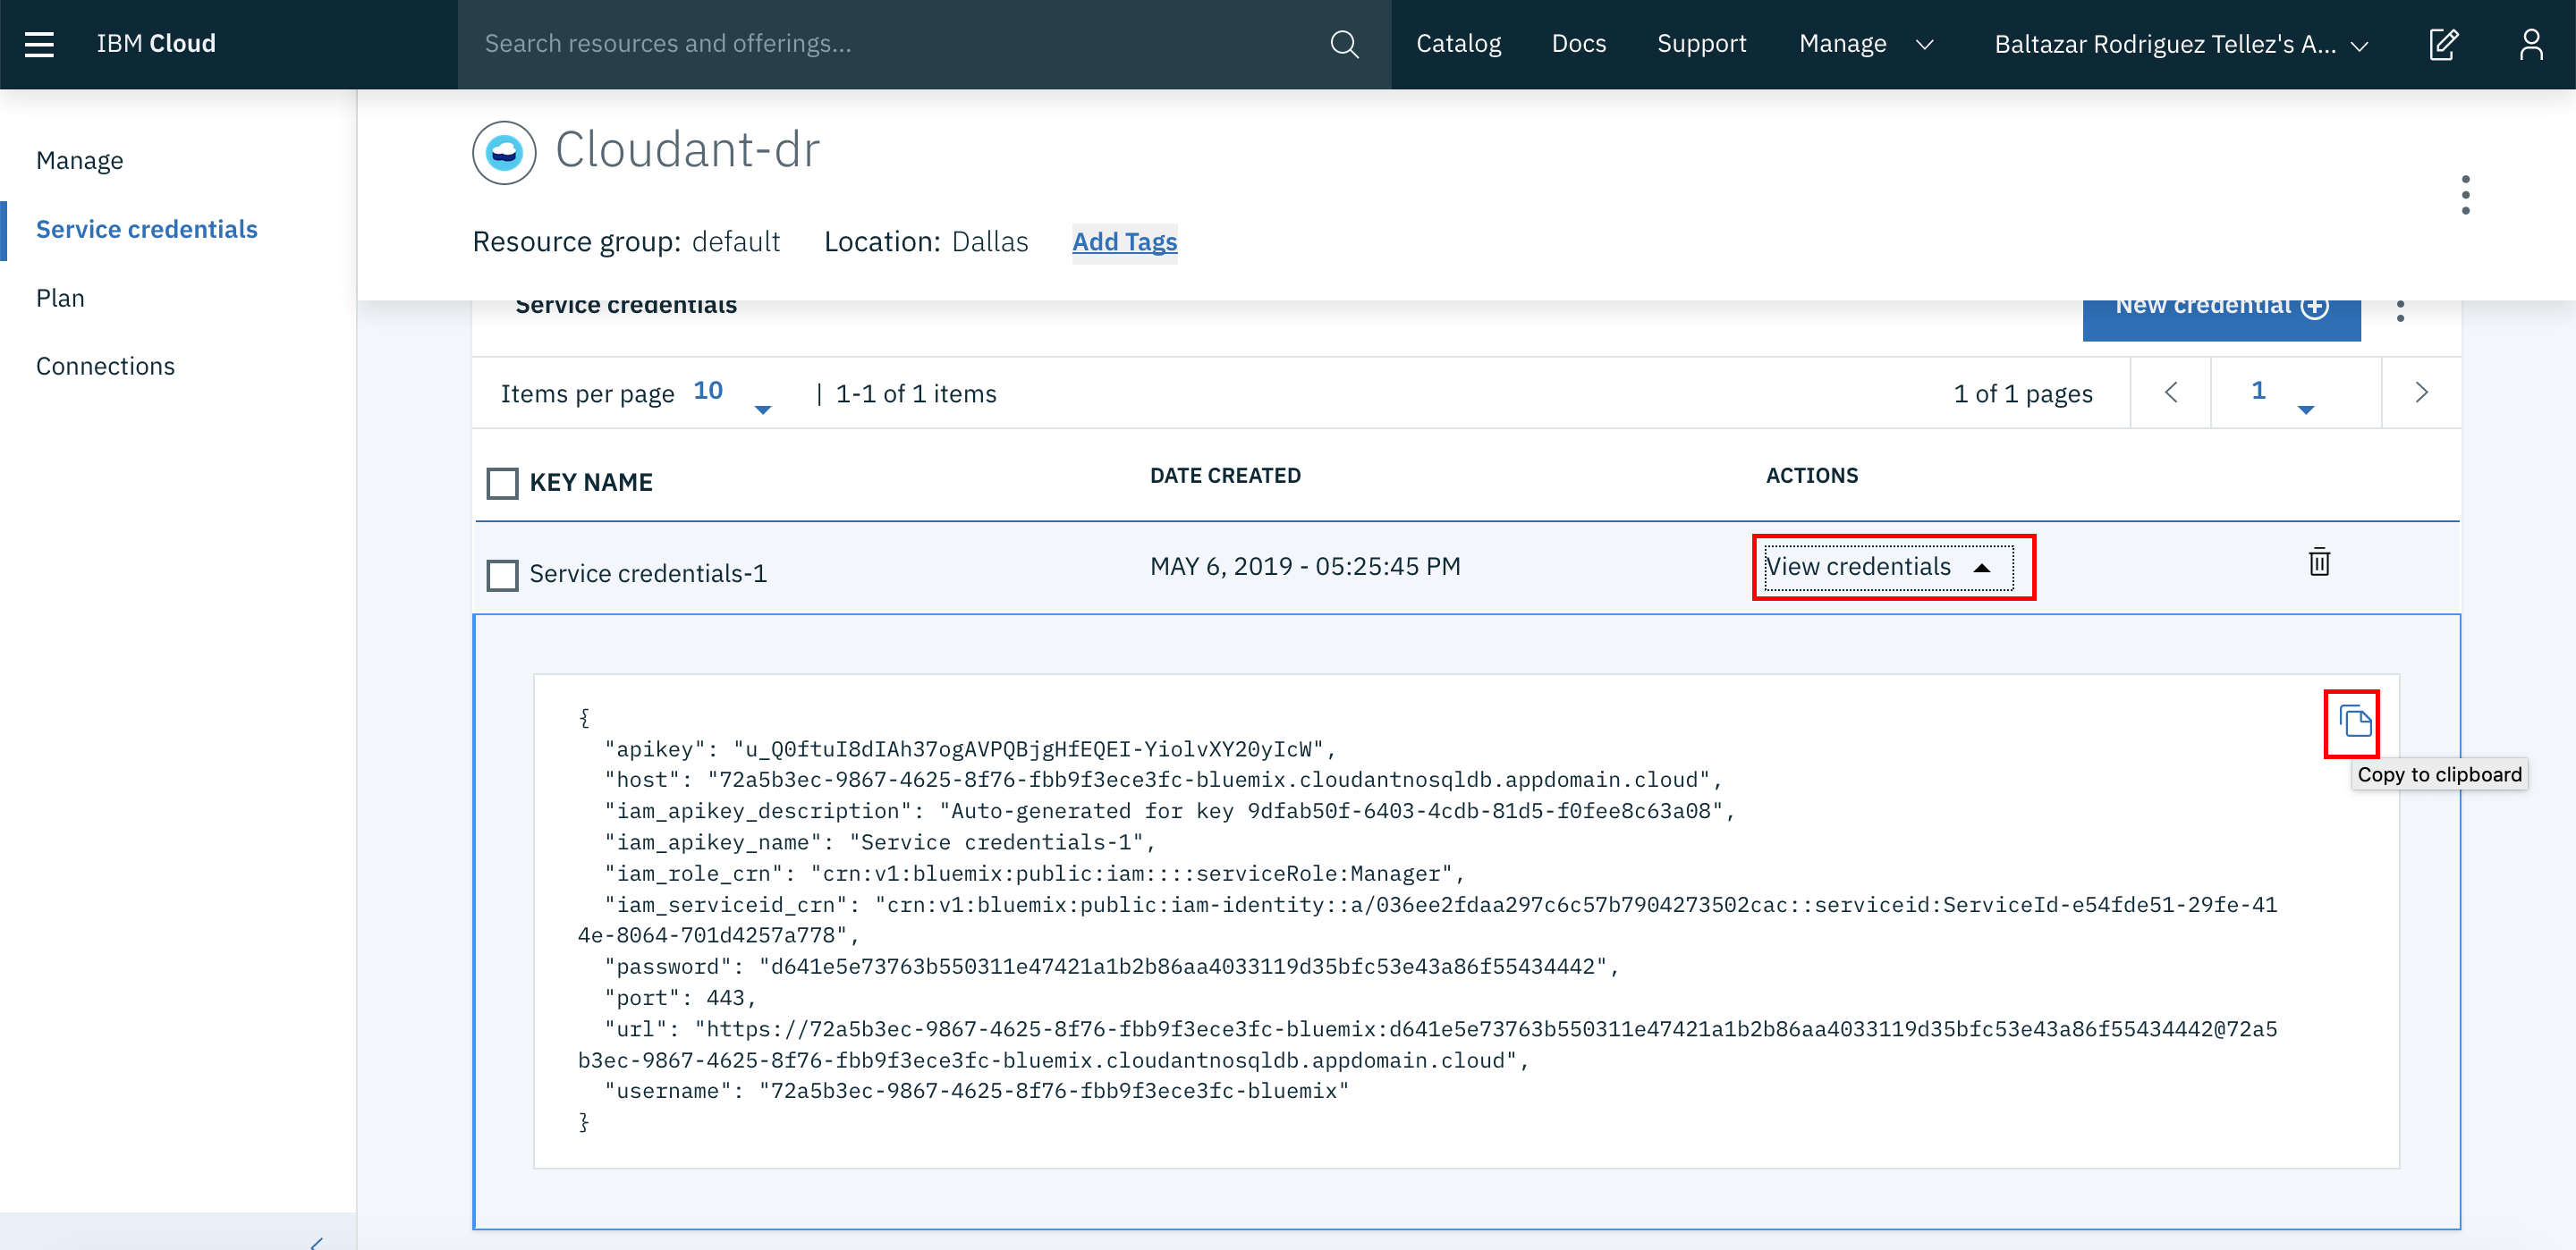 IBM Cloud
Search resources and offerings...
Catalog
Docs
Support
Manage
Baltazar Rodriguez Tellez's A...
Manage
Service credentials
Plan
Connections
Cloudant-dr
Resource group: default
Location: Dallas
Add Tags
Service credentials
New credential
Items per page 10
| 1-1 of 1 items
1 of 1 pages
1
KEY NAME
DATE CREATED
ACTIONS
Service credentials-1
MAY 6, 2019 - 05:25:45 PM
View credentials
{
"apikey": "u_Q0ftuI8dIAh37ogAVPQBjgHfEQEI-YiolvXY20yIcW",
"host": "72a5b3ec-9867-4625-8f76-fbb9f3ece3fc-bluemix.cloudantnosqldb.appdomain.cloud",
"iam_apikey_description": "Auto-generated for key 9dfab50f-6403-4cdb-81d5-f0fee8c63a08",
"iam_apikey_name": "Service credentials-1",
"iam_role_crn": "crn:v1:bluemix:public:iam::::serviceRole:Manager",
"iam_serviceid_crn": "crn:v1:bluemix:public:iam-identity::a/036ee2fdaa297c6c57b7904273502cac::serviceid:ServiceId-e54fde51-29fe-41
4e-8064-701d4257a778",
"password": "d641e5e73763b550311e47421a1b2b86aa4033119d35bfc53e43a86f55434442",
"port": 443,
"url": "https://72a5b3ec-9867-4625-8f76-fbb9f3ece3fc-bluemix:d641e5e73763b550311e47421a1b2b86aa4033119d35bfc53e43a86f55434442@72a5
b3ec-9867-4625-8f76-fbb9f3ece3fc-bluemix.cloudantnosqldb.appdomain.cloud",
"username": "72a5b3ec-9867-4625-8f76-fbb9f3ece3fc-bluemix"
}
Copy to clipboard